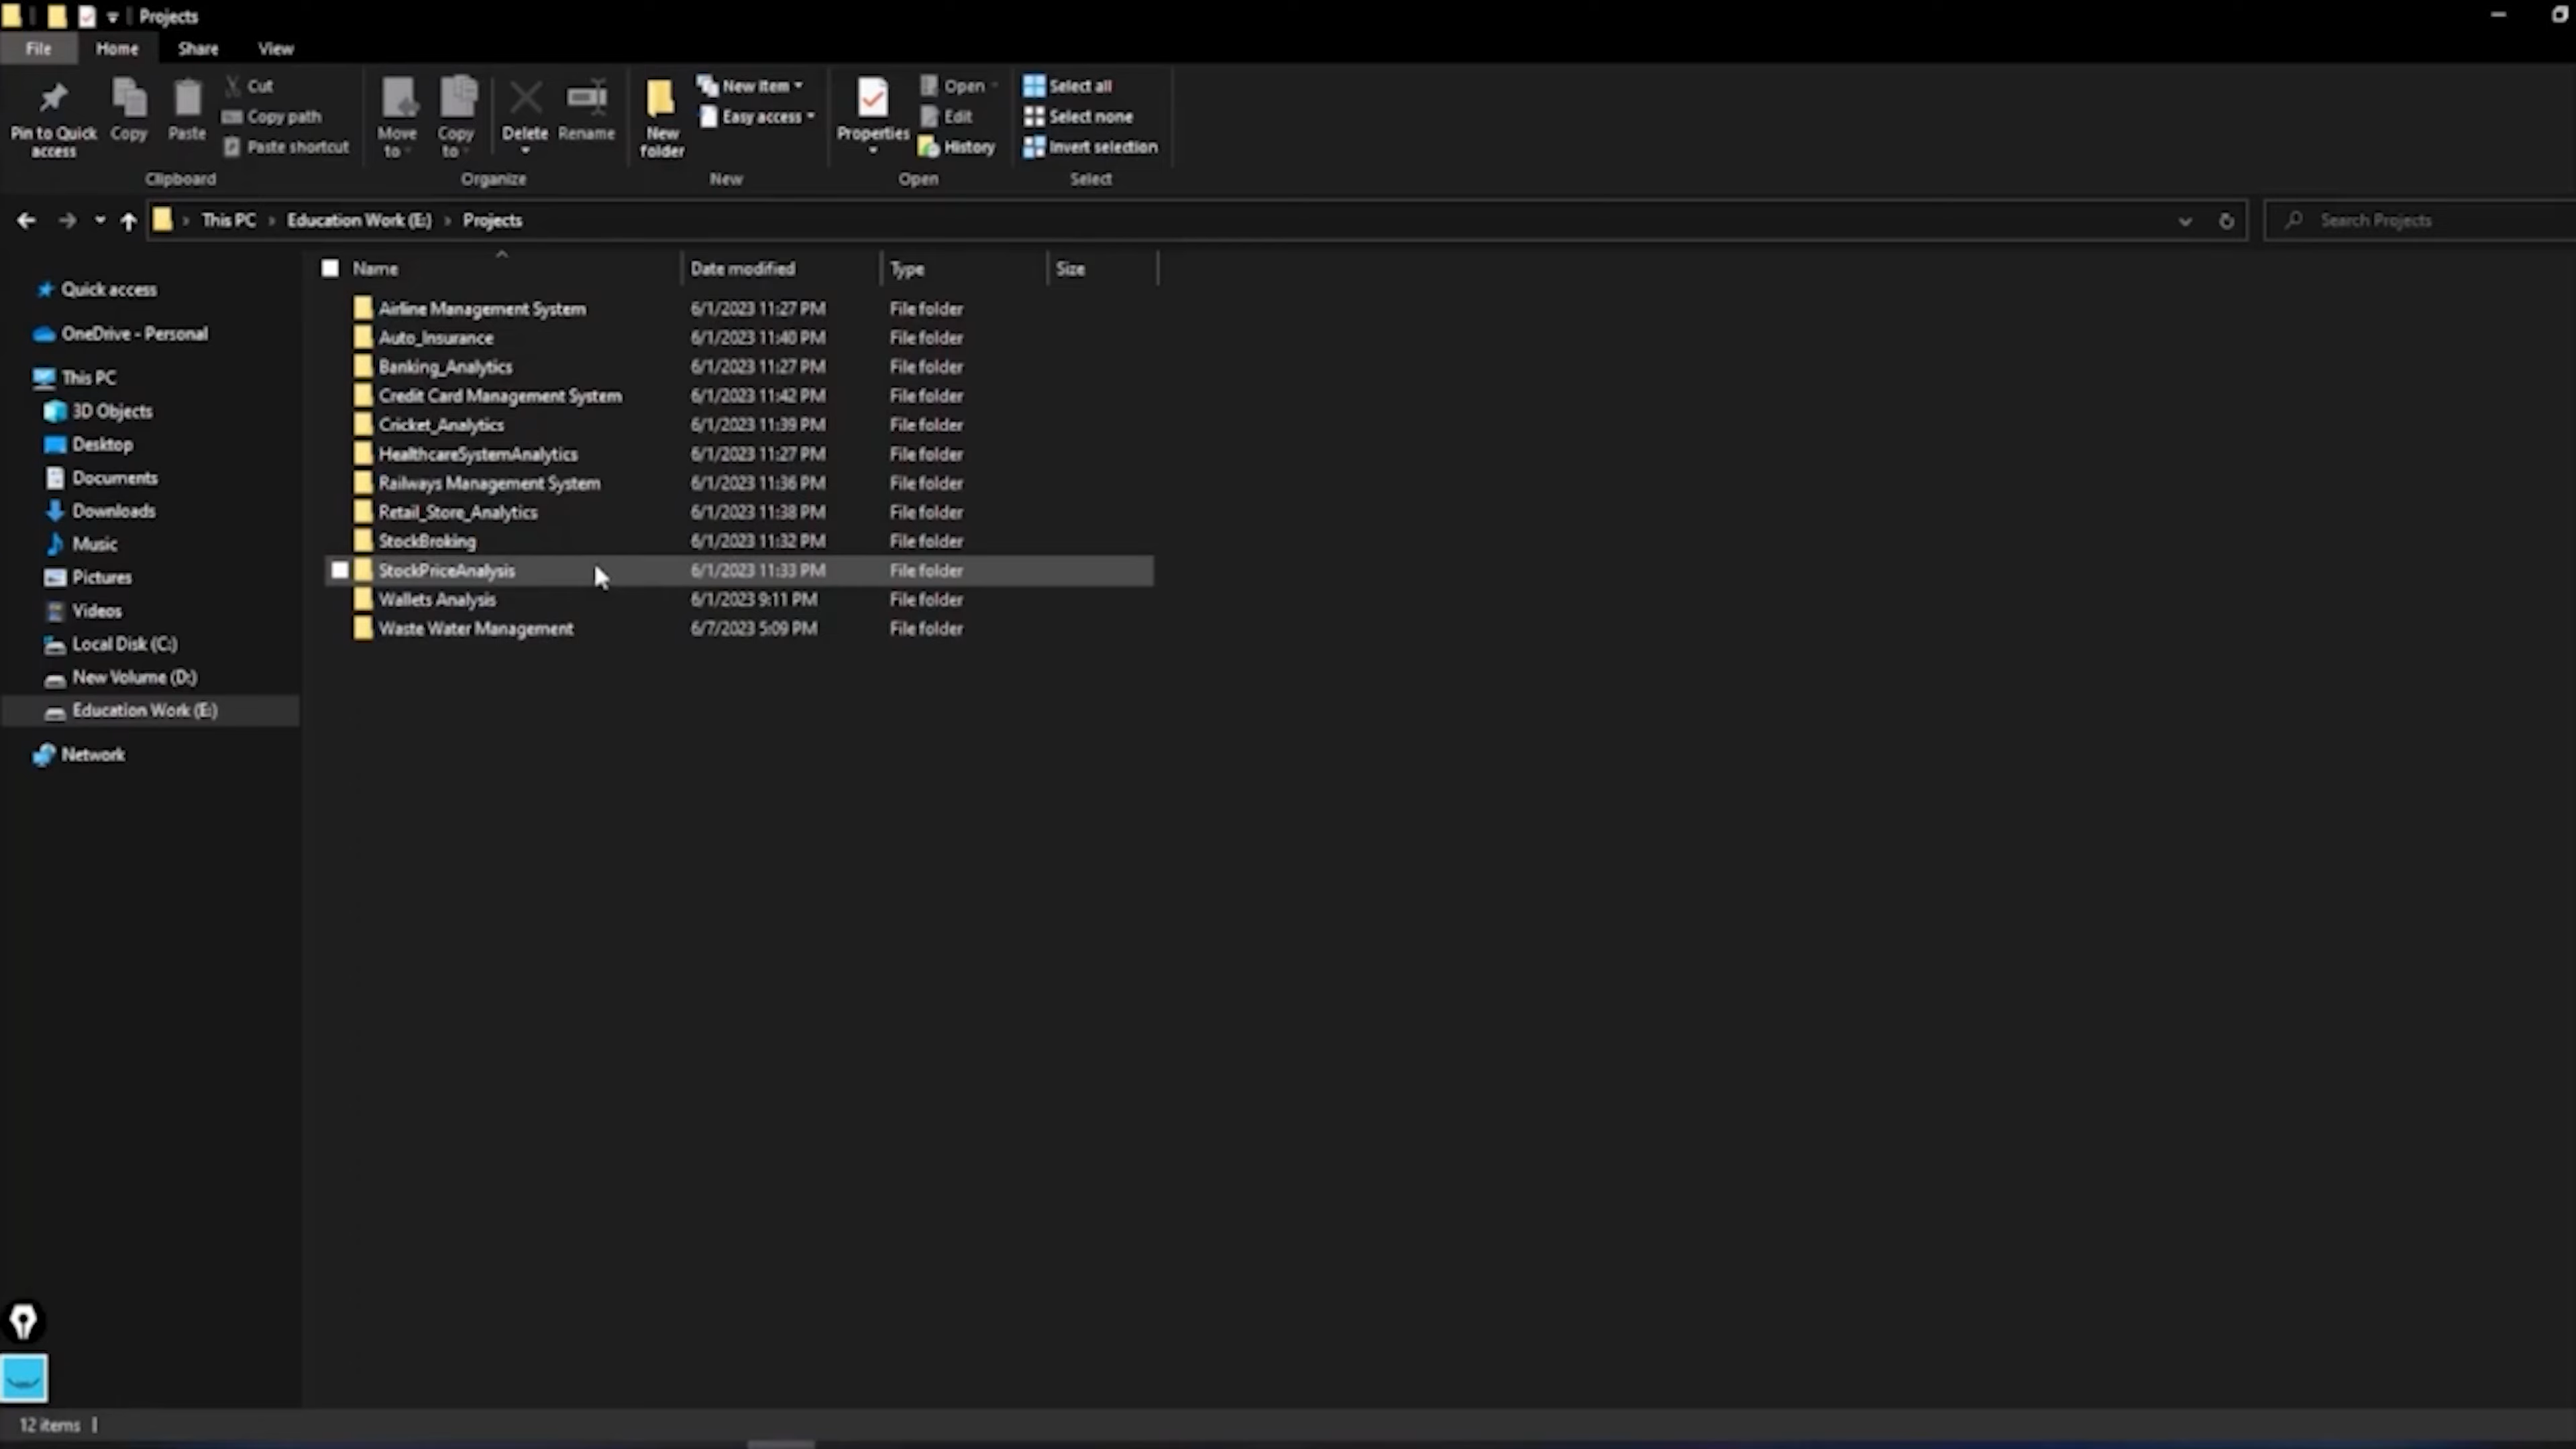 Projects
File Home Share View
Pin to Quick access
Copy
Paste
Cut
Copy path
Paste shortcut
Move to
Copy to
Delete
Rename
New folder
New item
Easy access
Properties
Open
Edit
History
Select all
Select none
Invert selection
Clipboard Organize New Open Select
This PC › Education Work (E:) › Projects
Search Projects
Quick access
OneDrive - Personal
This PC
3D Objects
Desktop
Documents
Downloads
Music
Pictures
Videos
Local Disk (C:)
New Volume (D:)
Education Work (E:)
Network
Name Date modified Type Size
Airline Management System 6/1/2023 11:27 PM File folder
Auto_Insurance 6/1/2023 11:40 PM File folder
Banking_Analytics 6/1/2023 11:27 PM File folder
Credit Card Management System 6/1/2023 11:42 PM File folder
Cricket_Analytics 6/1/2023 11:39 PM File folder
HealthcareSystemAnalytics 6/1/2023 11:27 PM File folder
Railways Management System 6/1/2023 11:36 PM File folder
Retail_Store_Analytics 6/1/2023 11:38 PM File folder
StockBroking 6/1/2023 11:32 PM File folder
StockPriceAnalysis 6/1/2023 11:33 PM File folder
Wallets Analysis 6/1/2023 9:11 PM File folder
Waste Water Management 6/7/2023 5:09 PM File folder
12 items